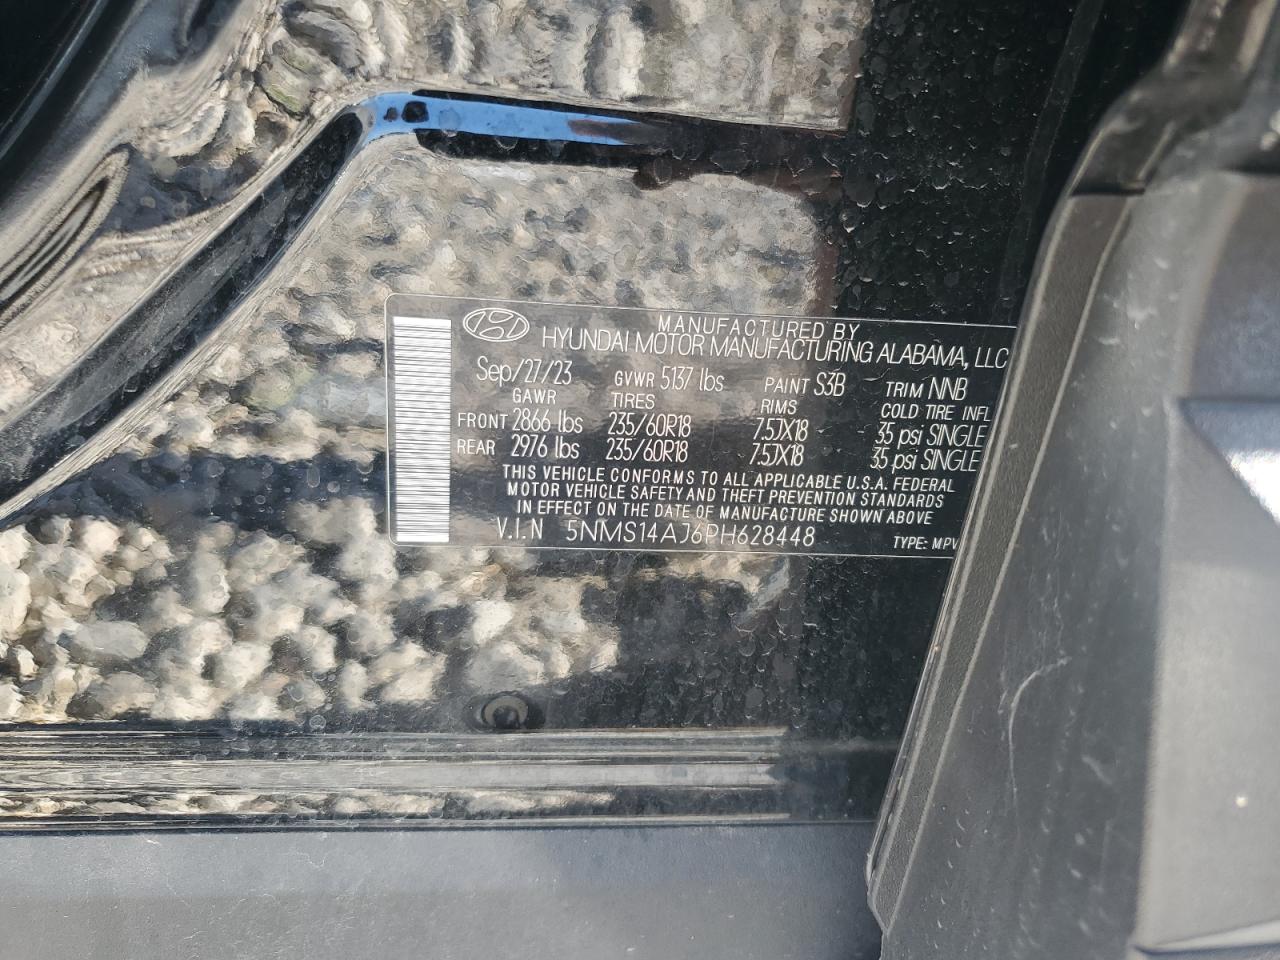 MANUFACTURED BY
HYUNDAI MOTOR MANUFACTURING ALABAMA, LLC
Sep/27/23 GVWR 5137 lbs PAINT S3B TRIM NNB
GAWR TIRES RIMS COLD TIRE INFL
FRONT 2866 lbs 235/60R18 7.5JX18 35 psi SINGLE
REAR 2976 lbs 235/60R18 7.5JX18 35 psi SINGLE
THIS VEHICLE CONFORMS TO ALL APPLICABLE U.S.A. FEDERAL
MOTOR VEHICLE SAFETY AND THEFT PREVENTION STANDARDS
IN EFFECT ON THE DATE OF MANUFACTURE SHOWN ABOVE
V.I.N 5NMS14AJ6PH628448 TYPE: MPV